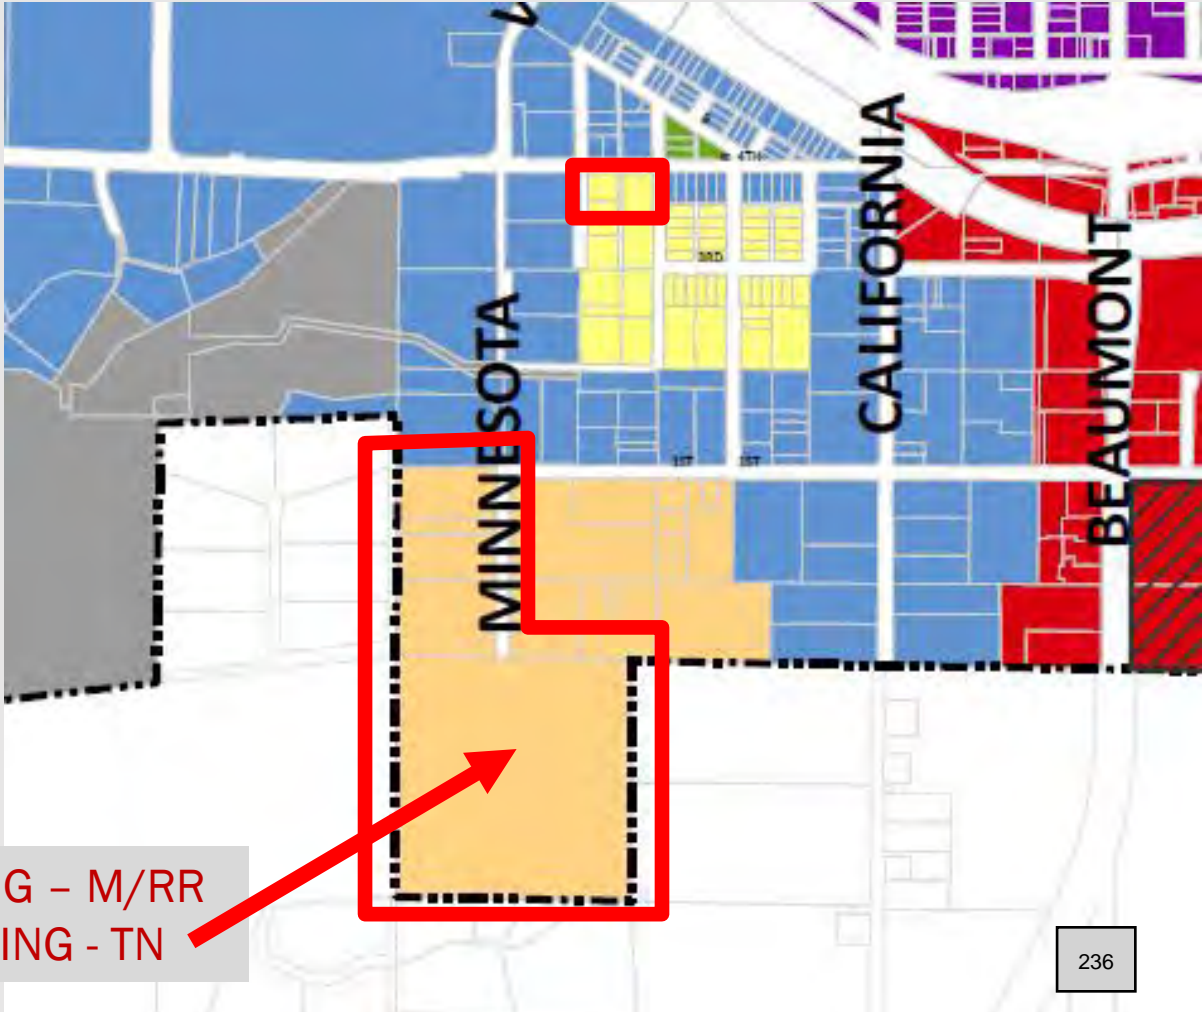 W 4TH
CALIFORNIA
3RD
BEAUMONT
MINNESOTA
1ST 1ST
G – M/RR
ING - TN
236